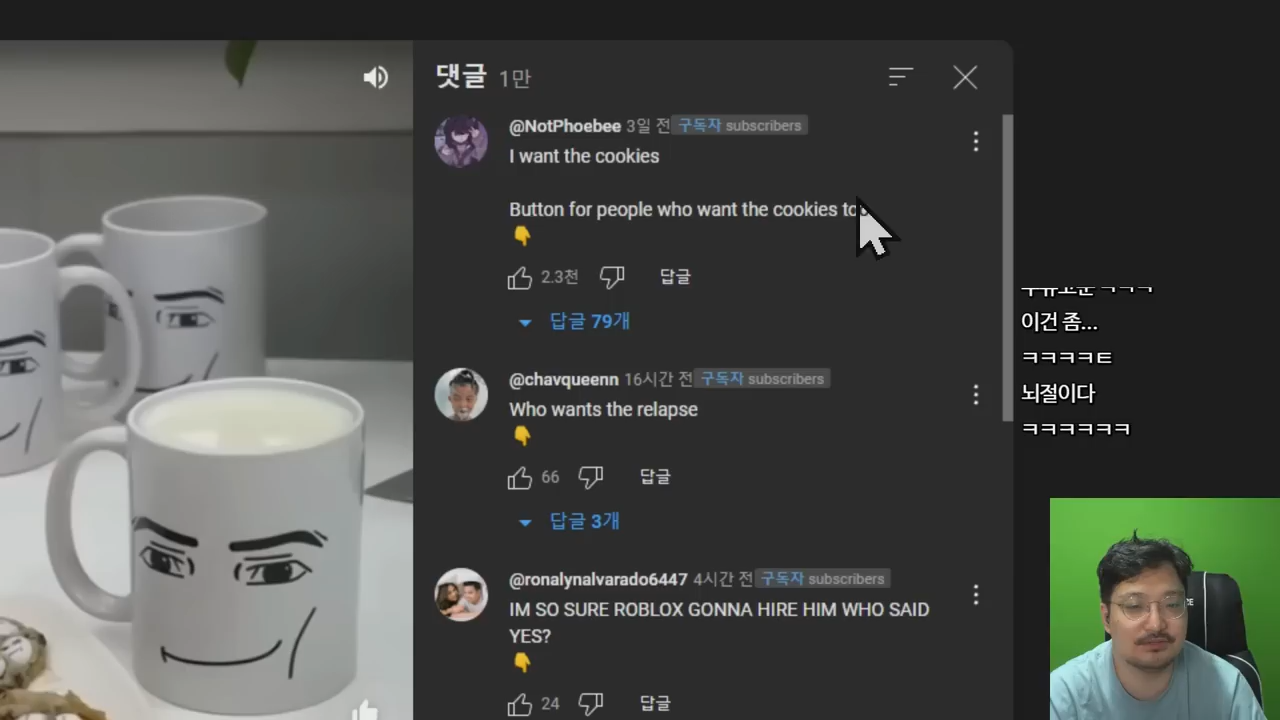 댓글 1만
@NotPhoebee 3일 전 구독자 subscribers
I want the cookies
Button for people who want the cookies too
👇
2.3천 답글
답글 79개
@chavqueenn 16시간 전 구독자 subscribers
Who wants the relapse
👇
66 답글
답글 3개
@ronalynalvarado6447 4시간 전 구독자 subscribers
IM SO SURE ROBLOX GONNA HIRE HIM WHO SAID
YES?
👇
24 답글
이건 좀...
ㅋㅋㅋㅋㅌ
뇌절이다
ㅋㅋㅋㅋㅋㅋ